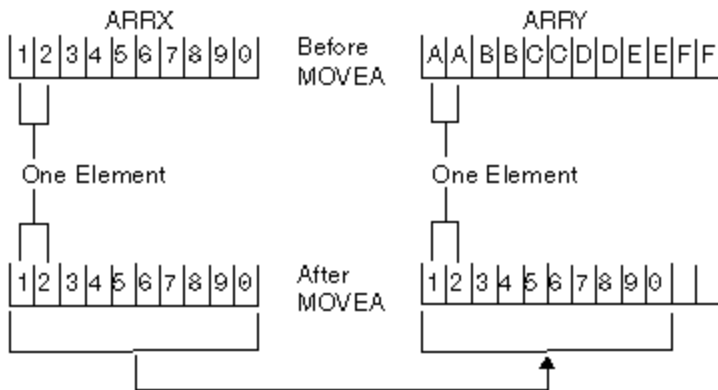 ARRX ARRY
1 2 3 4 5 6 7 8 9 0 Before A A B B C C D D E E F F
MOVEA
One Element One Element
1 2 3 4 5 6 7 8 9 0 After 1 2 3 4 5 6 7 8 9 0
MOVEA